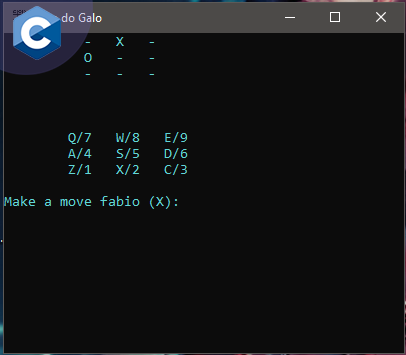 do Galo
C
- X -
O - -
- - -
Q/7 W/8 E/9
A/4 S/5 D/6
Z/1 X/2 C/3
Make a move fabio (X):